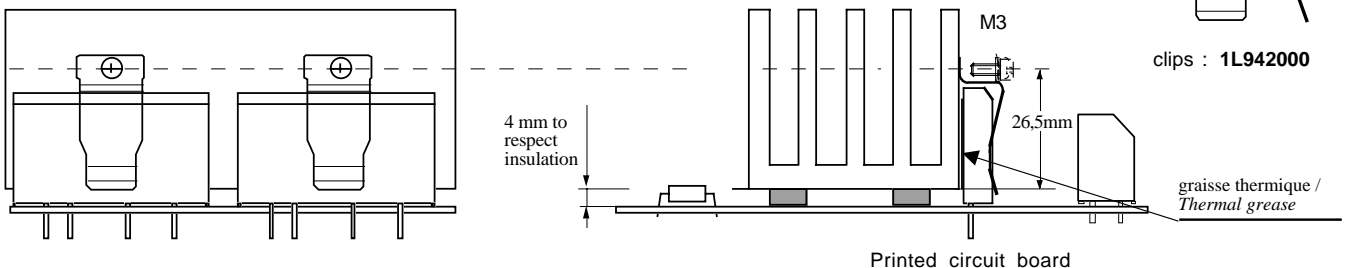 M3
clips : 1L942000
4 mm to
respect
insulation
26,5mm
graisse thermique /
Thermal grease
Printed circuit board